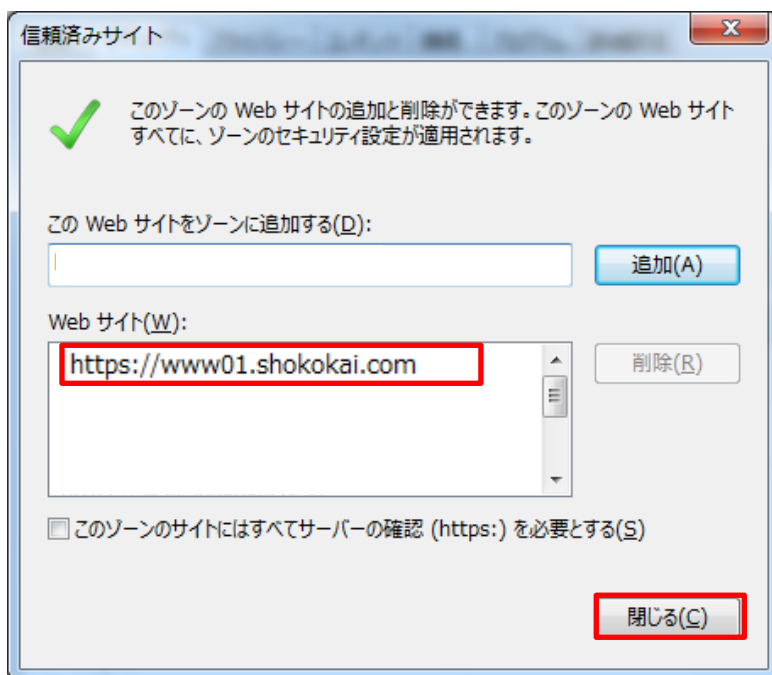 信頼済みサイト
X
このゾーンの Web サイトの追加と削除ができます。このゾーンの Web サイト
すべてに、ゾーンのセキュリティ設定が適用されます。
この Web サイトをゾーンに追加する(D):
追加(A)
Web サイト(W):
https://www01.shokokai.com
削除(R)
このゾーンのサイトにはすべてサーバーの確認 (https:) を必要とする(S)
閉じる(C)